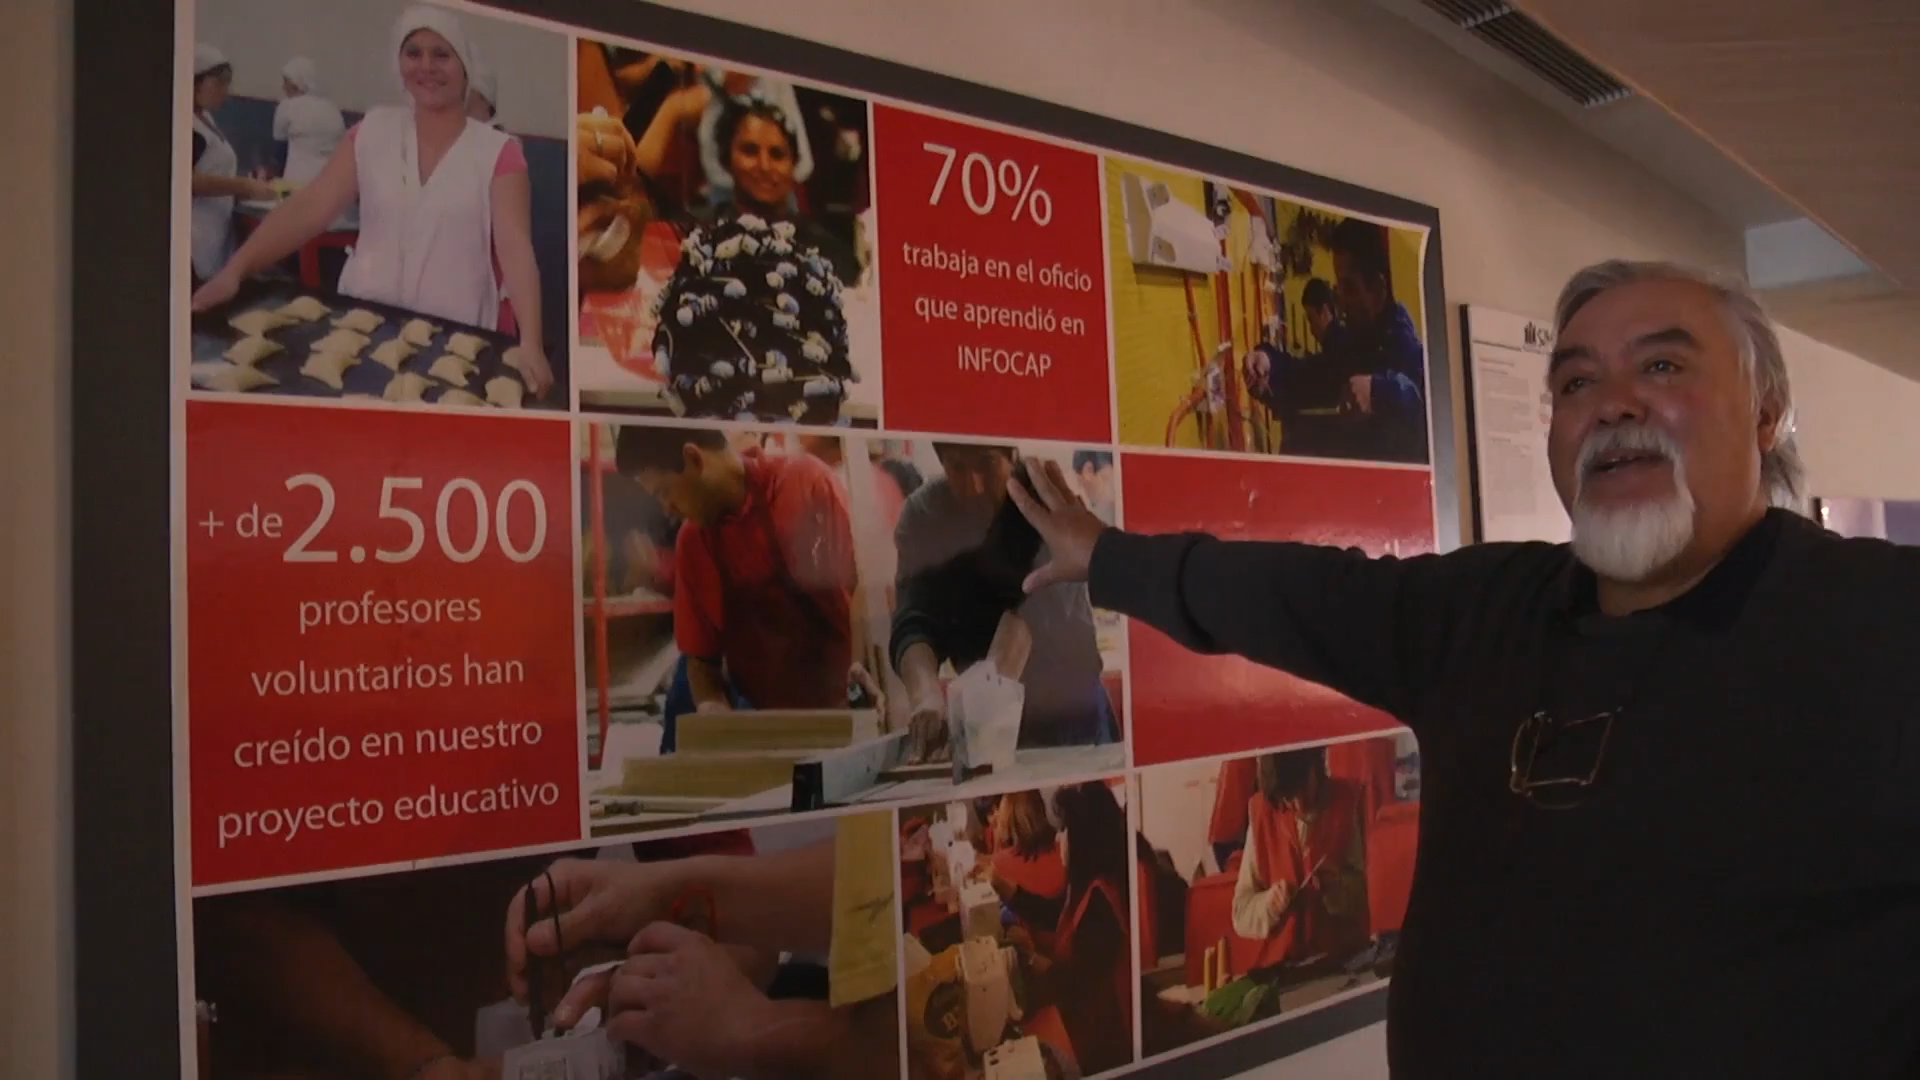 70%
trabaja en el oficio
que aprendió en
INFOCAP
+ de 2.500
profesores
voluntarios han
creído en nuestro
proyecto educativo